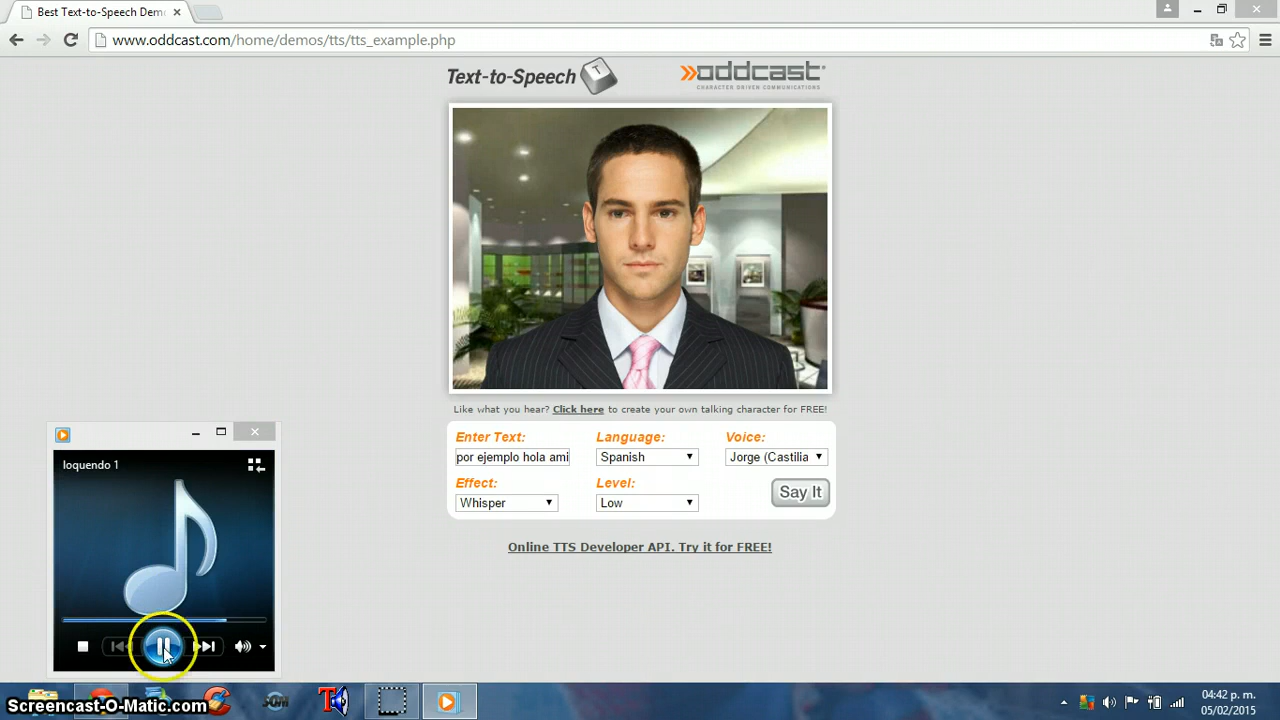 Best Text-to-Speech Demo
www.oddcast.com/home/demos/tts/tts_example.php
Text-to-Speech T
oddcast
CHARACTER DRIVEN COMMUNICATIONS
Like what you hear? Click here to create your own talking character for FREE!
Enter Text: Language: Voice:
por ejemplo hola ami Spanish Jorge (Castilia
Effect: Level:
Whisper Low Say It
Online TTS Developer API. Try it for FREE!
loquendo 1
Screencast-O-Matic.com
04:42 p. m.
05/02/2015